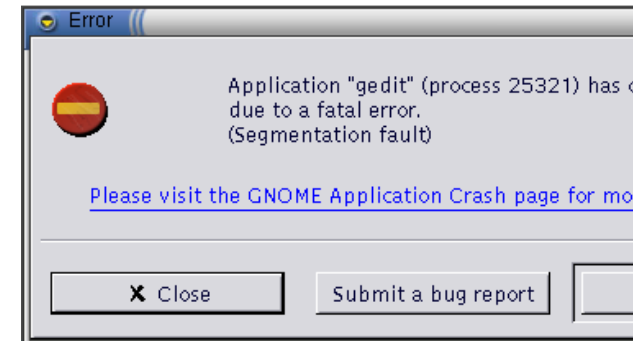 Error
Application "gedit" (process 25321) has
due to a fatal error.
(Segmentation fault)
Please visit the GNOME Application Crash page for
Close
Submit a bug report